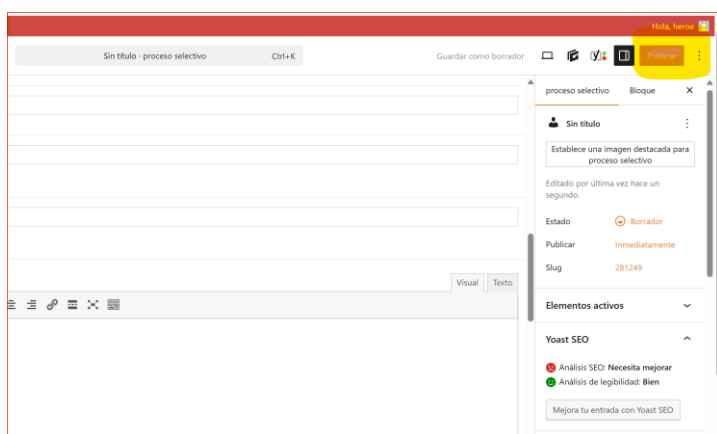 Hola, heroe
Sin título · proceso selectivo Ctrl+K
Guardar como borrador
Publicar
proceso selectivo Bloque
Sin título
Establece una imagen destacada para
proceso selectivo
Editado por última vez hace un
segundo.
Estado Borrador
Publicar Inmediatamente
Slug 281249
Visual Texto
Elementos activos
Yoast SEO
Análisis SEO: Necesita mejorar
Análisis de legibilidad: Bien
Mejora tu entrada con Yoast SEO